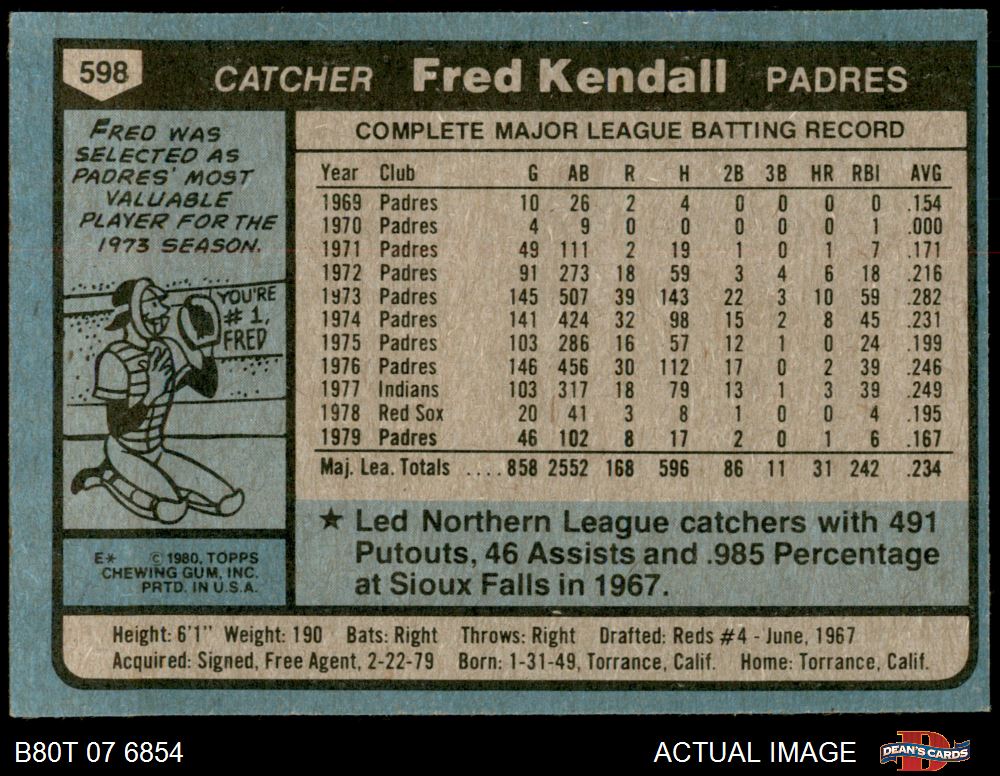 598
CATCHER Fred Kendall PADRES
FRED WAS
SELECTED AS
PADRES' MOST
VALUABLE
PLAYER FOR THE
1973 SEASON.
YOU'RE
# 1,
FRED
E* © 1980, TOPPS
CHEWING GUM, INC.
PRTD. IN U.S.A.
COMPLETE MAJOR LEAGUE BATTING RECORD
Year Club G AB R H 2B 3B HR RBI AVG
1969 Padres 10 26 2 4 0 0 0 0 .154
1970 Padres 4 9 0 0 0 0 0 1 .000
1971 Padres 49 111 2 19 1 0 1 7 .171
1972 Padres 91 273 18 59 3 4 6 18 .216
1973 Padres 145 507 39 143 22 3 10 59 .282
1974 Padres 141 424 32 98 15 2 8 45 .231
1975 Padres 103 286 16 57 12 1 0 24 .199
1976 Padres 146 456 30 112 17 0 2 39 .246
1977 Indians 103 317 18 79 13 1 3 39 .249
1978 Red Sox 20 41 3 8 1 0 0 4 .195
1979 Padres 46 102 8 17 2 0 1 6 .167
Maj. Lea. Totals ....858 2552 168 596 86 11 31 242 .234
★ Led Northern League catchers with 491
Putouts, 46 Assists and .985 Percentage
at Sioux Falls in 1967.
Height: 6'1" Weight: 190 Bats: Right Throws: Right Drafted: Reds #4 - June, 1967
Acquired: Signed, Free Agent, 2-22-79 Born: 1-31-49, Torrance, Calif. Home: Torrance, Calif.
B80T 07 6854 ACTUAL IMAGE DEAN'S CARDS